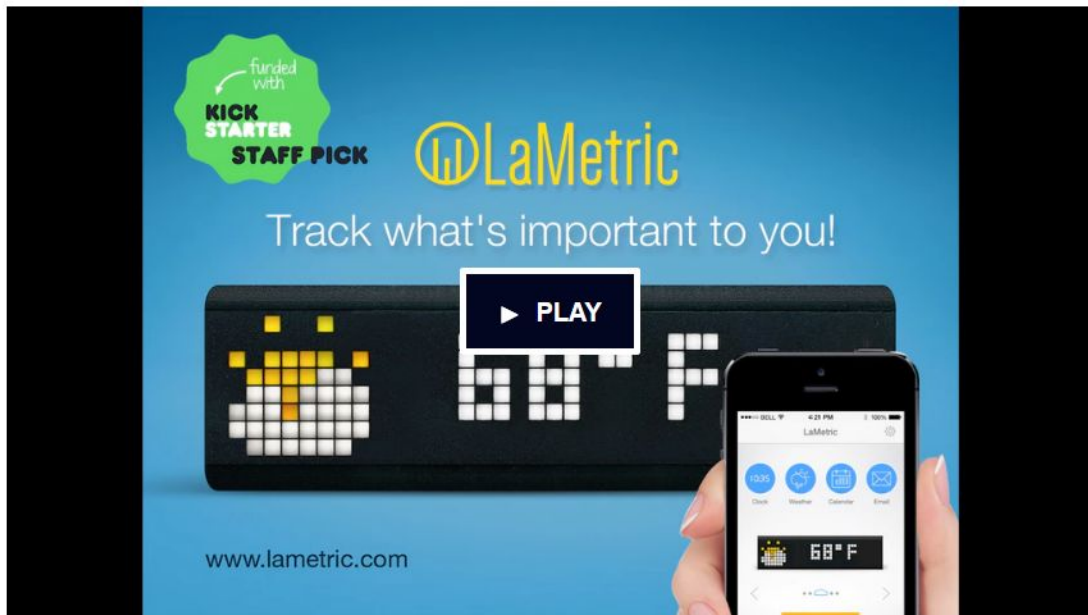 funded
with
KICK
STARTER
STAFF PICK
LaMetric
Track what's important to you!
▶ PLAY
68°F
4:21 PM
100%
LaMetric
10:35
Clock
Weather
Calendar
Email
68°F
www.lametric.com